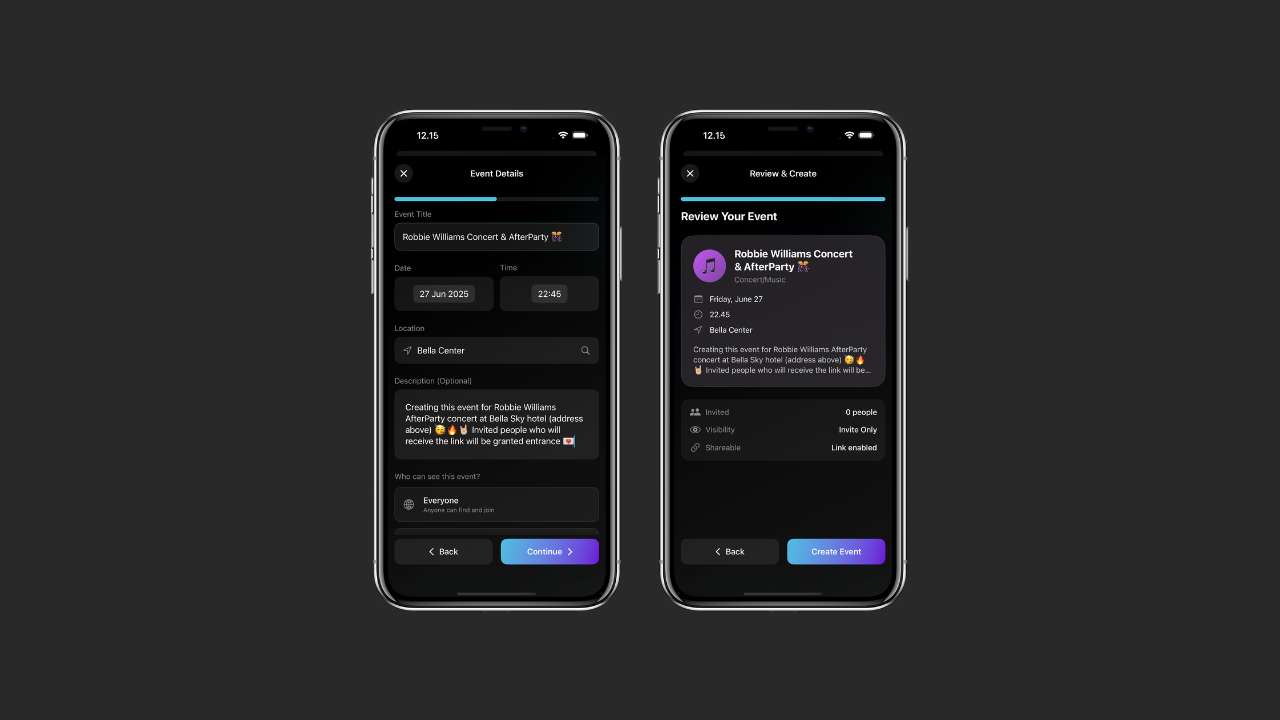 12.15
Event Details
Event Title
Robbie Williams Concert & AfterParty 🎊
Date
Time
27 Jun 2025
22:45
Location
Bella Center
Description (Optional)
Creating this event for Robbie Williams
AfterParty concert at Bella Sky hotel (address
above) 🥳🔥🤘🏻 Invited people who will
receive the link will be granted entrance 💌
Who can see this event?
Everyone
Anyone can find and join
Back
Continue
12.15
Review & Create
Review Your Event
Robbie Williams Concert
& AfterParty 🎊
Concert/Music
Friday, June 27
22.45
Bella Center
Creating this event for Robbie Williams AfterParty
concert at Bella Sky hotel (address above) 🥳🔥
🤘🏻 Invited people who will receive the link will be...
Invited
0 people
Visibility
Invite Only
Shareable
Link enabled
Back
Create Event